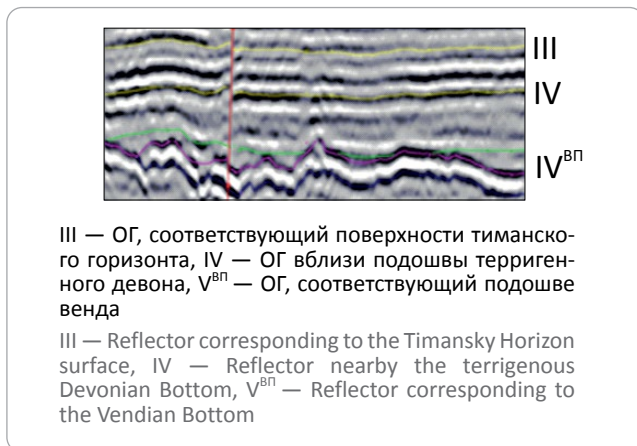 III
IV
IVВП
III — ОГ, соответствующий поверхности тиманско-
го горизонта, IV — ОГ вблизи подошвы терриген-
ного девона, VВП — ОГ, соответствующий подошве
венда
III — Reflector corresponding to the Timansky Horizon
surface, IV — Reflector nearby the terrigenous
Devonian Bottom, VВП — Reflector corresponding to
the Vendian Bottom